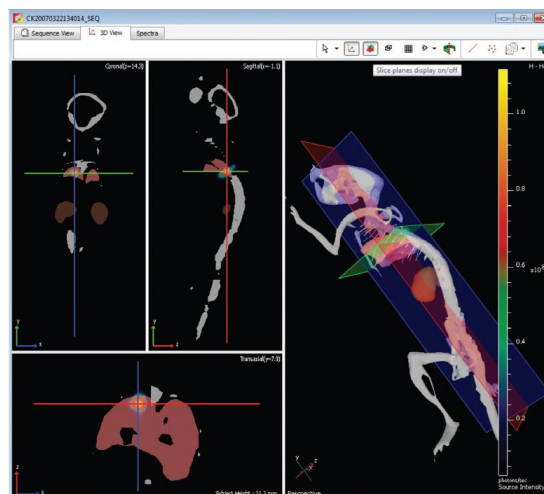 CK20070322134014_SEQ
Sequence View
3D View
Spectra
Slice planes display on/off
Coronal(z=14.3)
Sagittal(x=-1.1)
H - He
1.0
0.8
0.6
x10⁸
0.4
0.2
y
x
y
z
Transaxial(y=7.8)
z
Subject Height : 21.2 mm
y
x
z
Perspective
photons/sec
Source Intensity